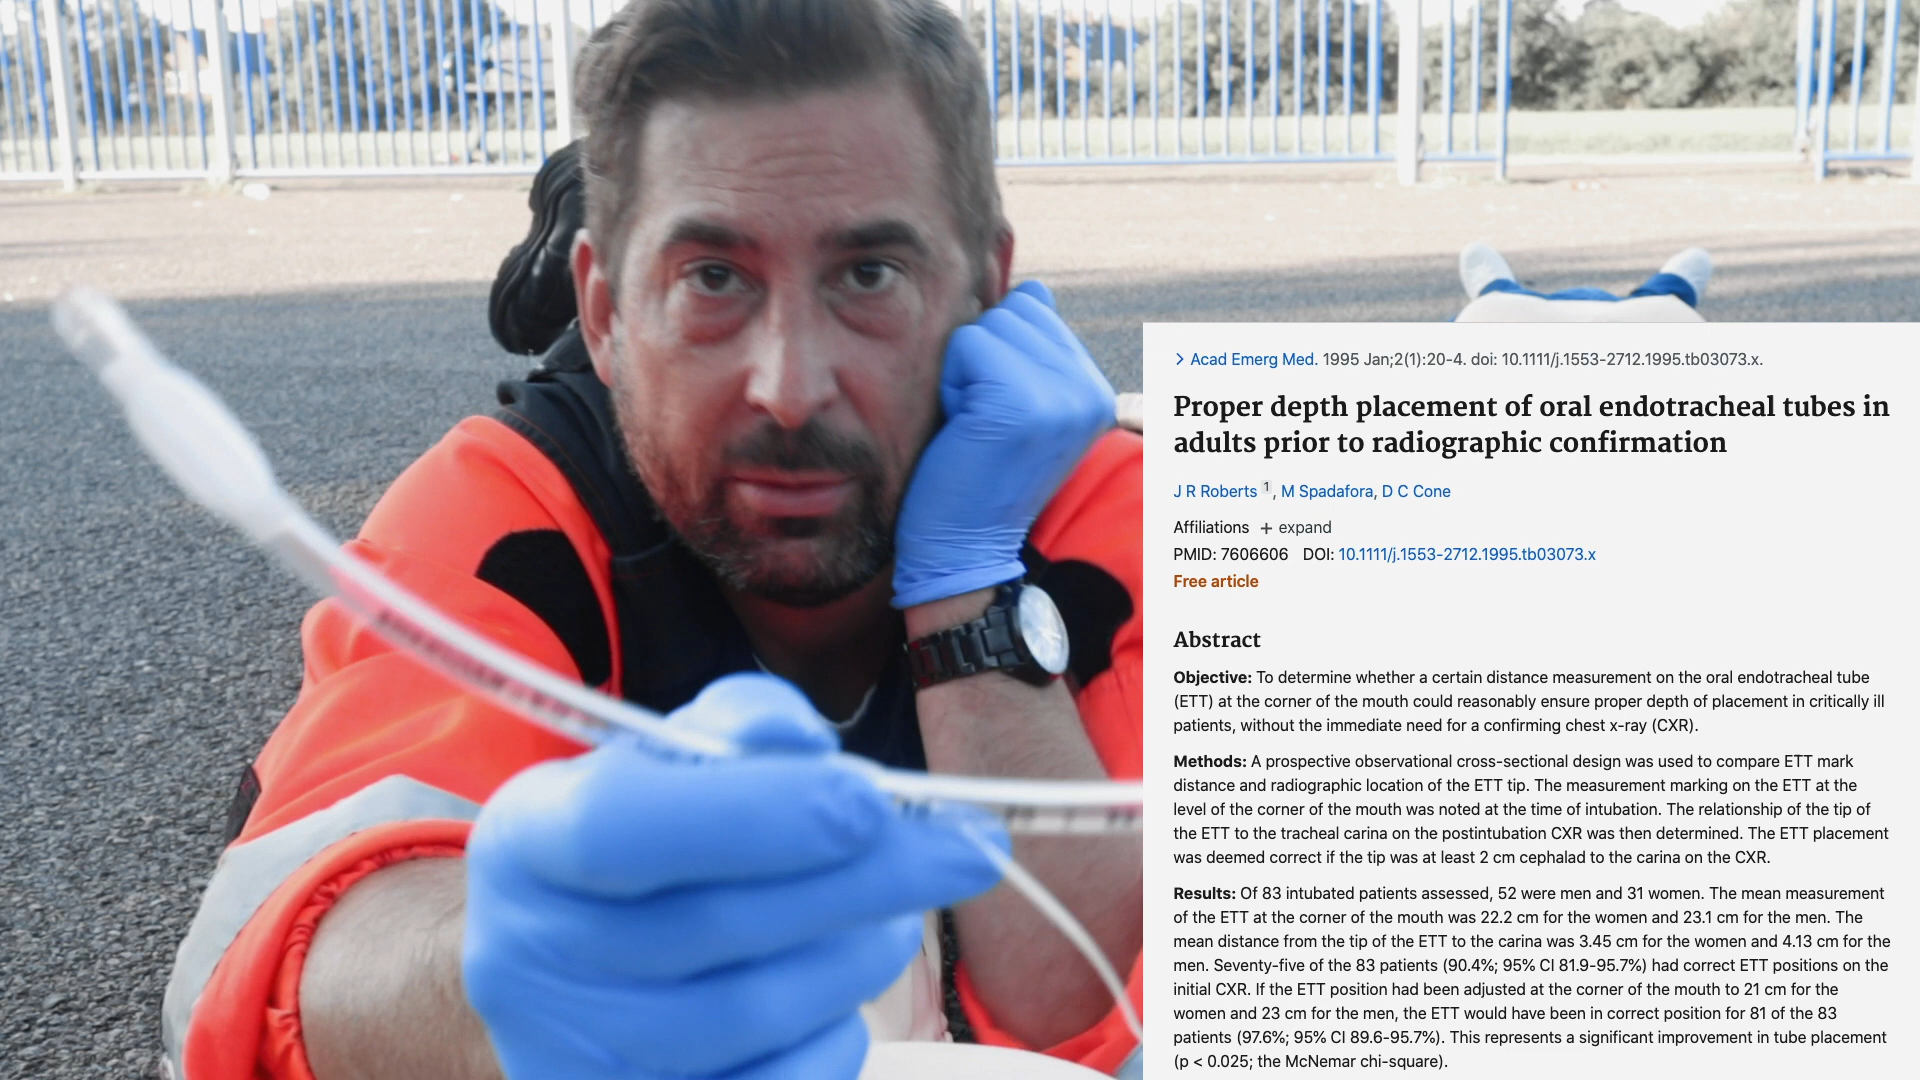 > Acad Emerg Med. 1995 Jan;2(1):20-4. doi: 10.1111/j.1553-2712.1995.tb03073.x.
Proper depth placement of oral endotracheal tubes in
adults prior to radiographic confirmation
J R Roberts 1, M Spadafora, D C Cone
Affiliations + expand
PMID: 7606606 DOI: 10.1111/j.1553-2712.1995.tb03073.x
Free article
Abstract
Objective: To determine whether a certain distance measurement on the oral endotracheal tube
(ETT) at the corner of the mouth could reasonably ensure proper depth of placement in critically ill
patients, without the immediate need for a confirming chest x-ray (CXR).
Methods: A prospective observational cross-sectional design was used to compare ETT mark
distance and radiographic location of the ETT tip. The measurement marking on the ETT at the
level of the corner of the mouth was noted at the time of intubation. The relationship of the tip of
the ETT to the tracheal carina on the postintubation CXR was then determined. The ETT placement
was deemed correct if the tip was at least 2 cm cephalad to the carina on the CXR.
Results: Of 83 intubated patients assessed, 52 were men and 31 women. The mean measurement
of the ETT at the corner of the mouth was 22.2 cm for the women and 23.1 cm for the men. The
mean distance from the tip of the ETT to the carina was 3.45 cm for the women and 4.13 cm for the
men. Seventy-five of the 83 patients (90.4%; 95% CI 81.9-95.7%) had correct ETT positions on the
initial CXR. If the ETT position had been adjusted at the corner of the mouth to 21 cm for the
women and 23 cm for the men, the ETT would have been in correct position for 81 of the 83
patients (97.6%; 95% CI 89.6-95.7%). This represents a significant improvement in tube placement
(p < 0.025; the McNemar chi-square).